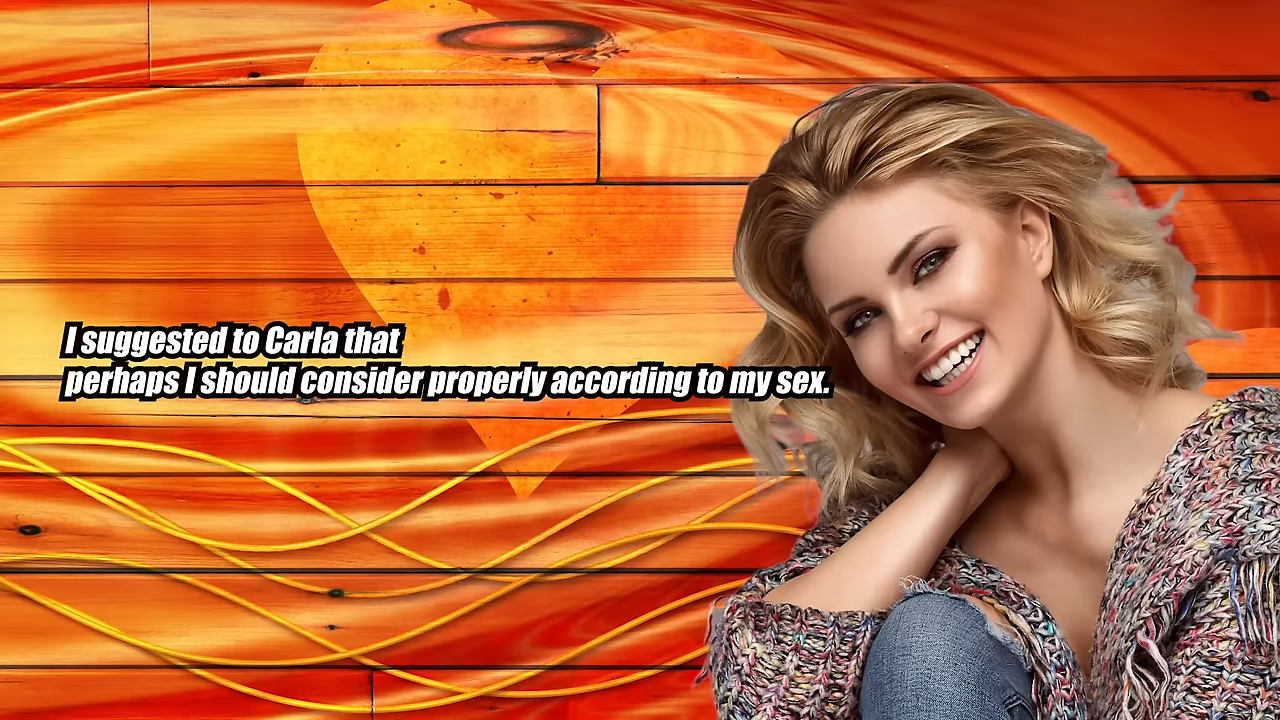 I suggested to Carla that
perhaps I should consider properly according to my sex.